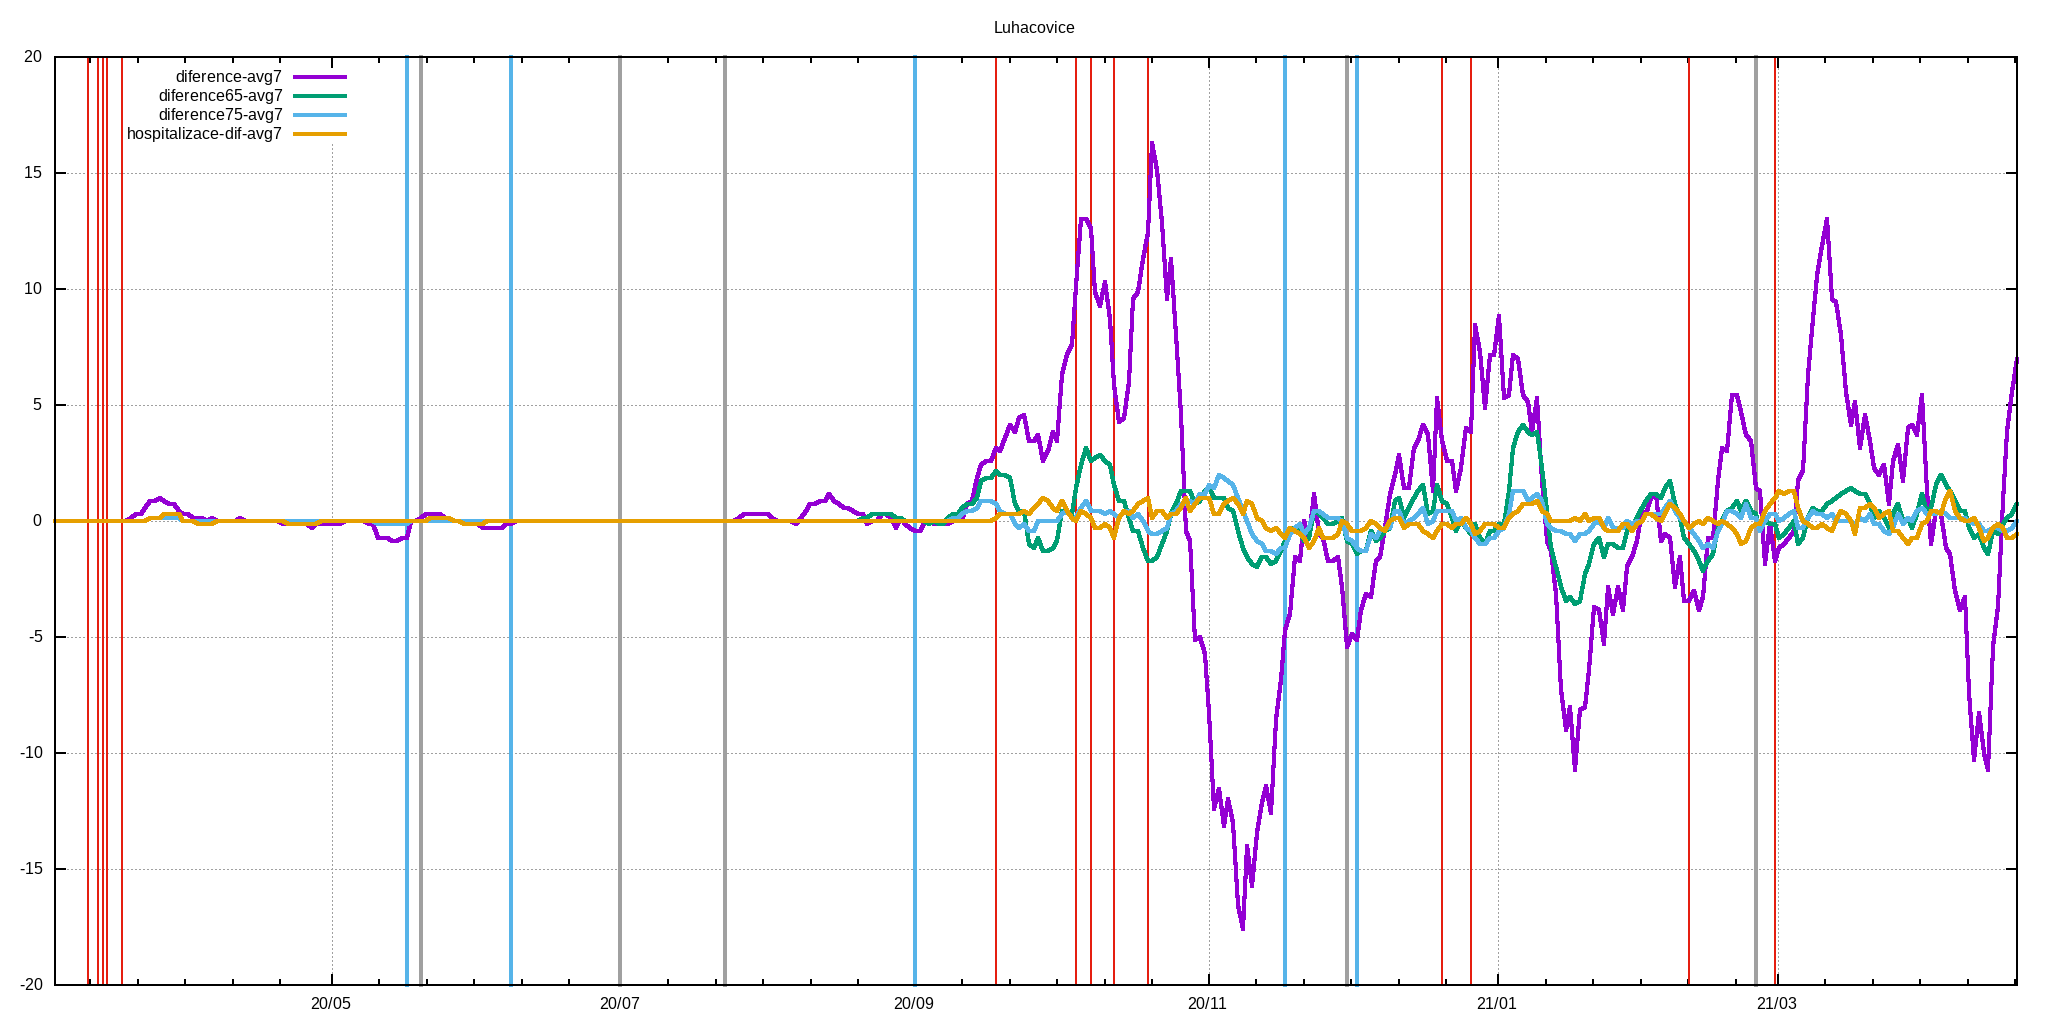 Luhacovice
20
diference-avg7
diference65-avg7
diference75-avg7
hospitalizace-dif-avg7
15
10
5
0
-5
-10
-15
-20
20/05 20/07 20/09 20/11 21/01 21/03